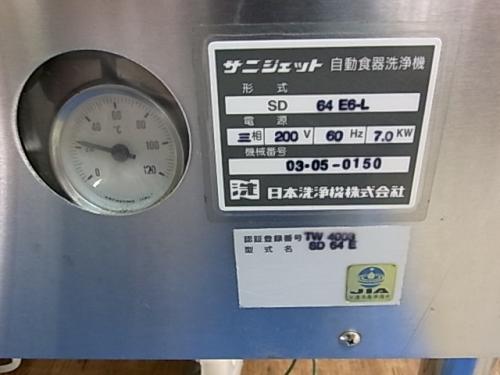 サニジェット 自動食器洗浄機
形式
SD 64 E6-L
電源
三相 200 V 60 Hz 7.0 KW
機械番号
03-05-0150
日本洗浄機株式会社
認証登録番号 TW 4003
型式名 SD 64 E
JIA
℃
0
40
60
80
100
120